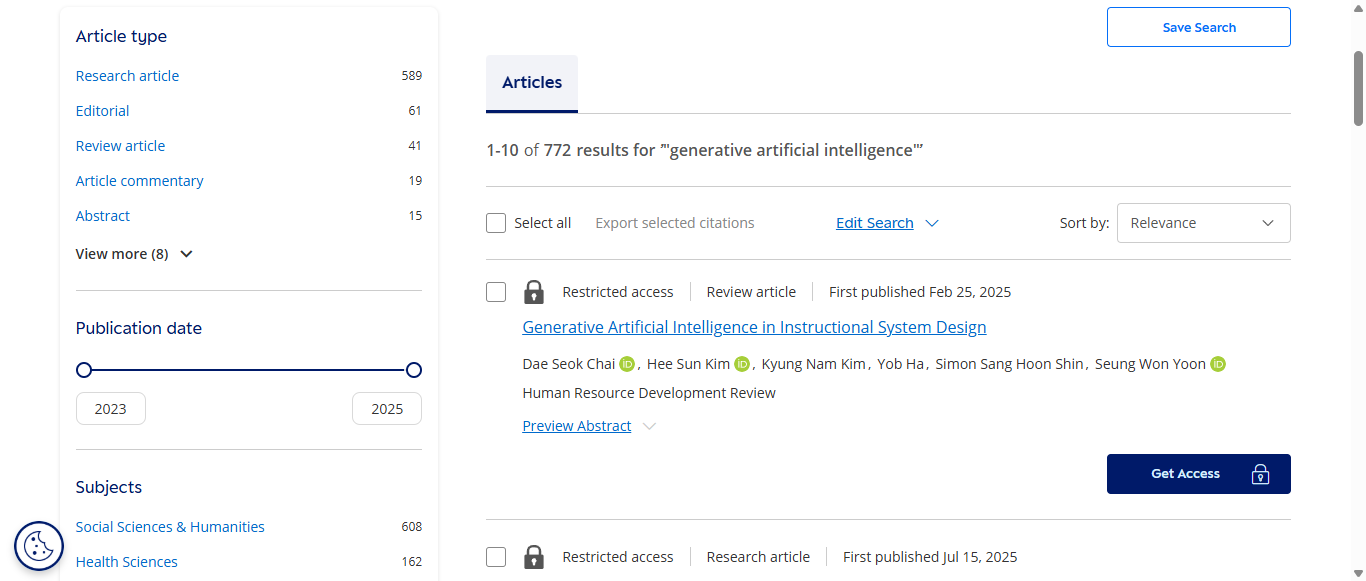 Article type
Research article 589
Editorial 61
Review article 41
Article commentary 19
Abstract 15
View more (8)
Publication date
2023 2025
Subjects
Social Sciences & Humanities 608
Health Sciences 162
Save Search
Articles
1-10 of 772 results for '"generative artificial intelligence"'
Select all Export selected citations Edit Search Sort by: Relevance
Restricted access Review article First published Feb 25, 2025
Generative Artificial Intelligence in Instructional System Design
Dae Seok Chai iD, Hee Sun Kim iD, Kyung Nam Kim, Yob Ha, Simon Sang Hoon Shin, Seung Won Yoon iD
Human Resource Development Review
Preview Abstract
Get Access
Restricted access Research article First published Jul 15, 2025